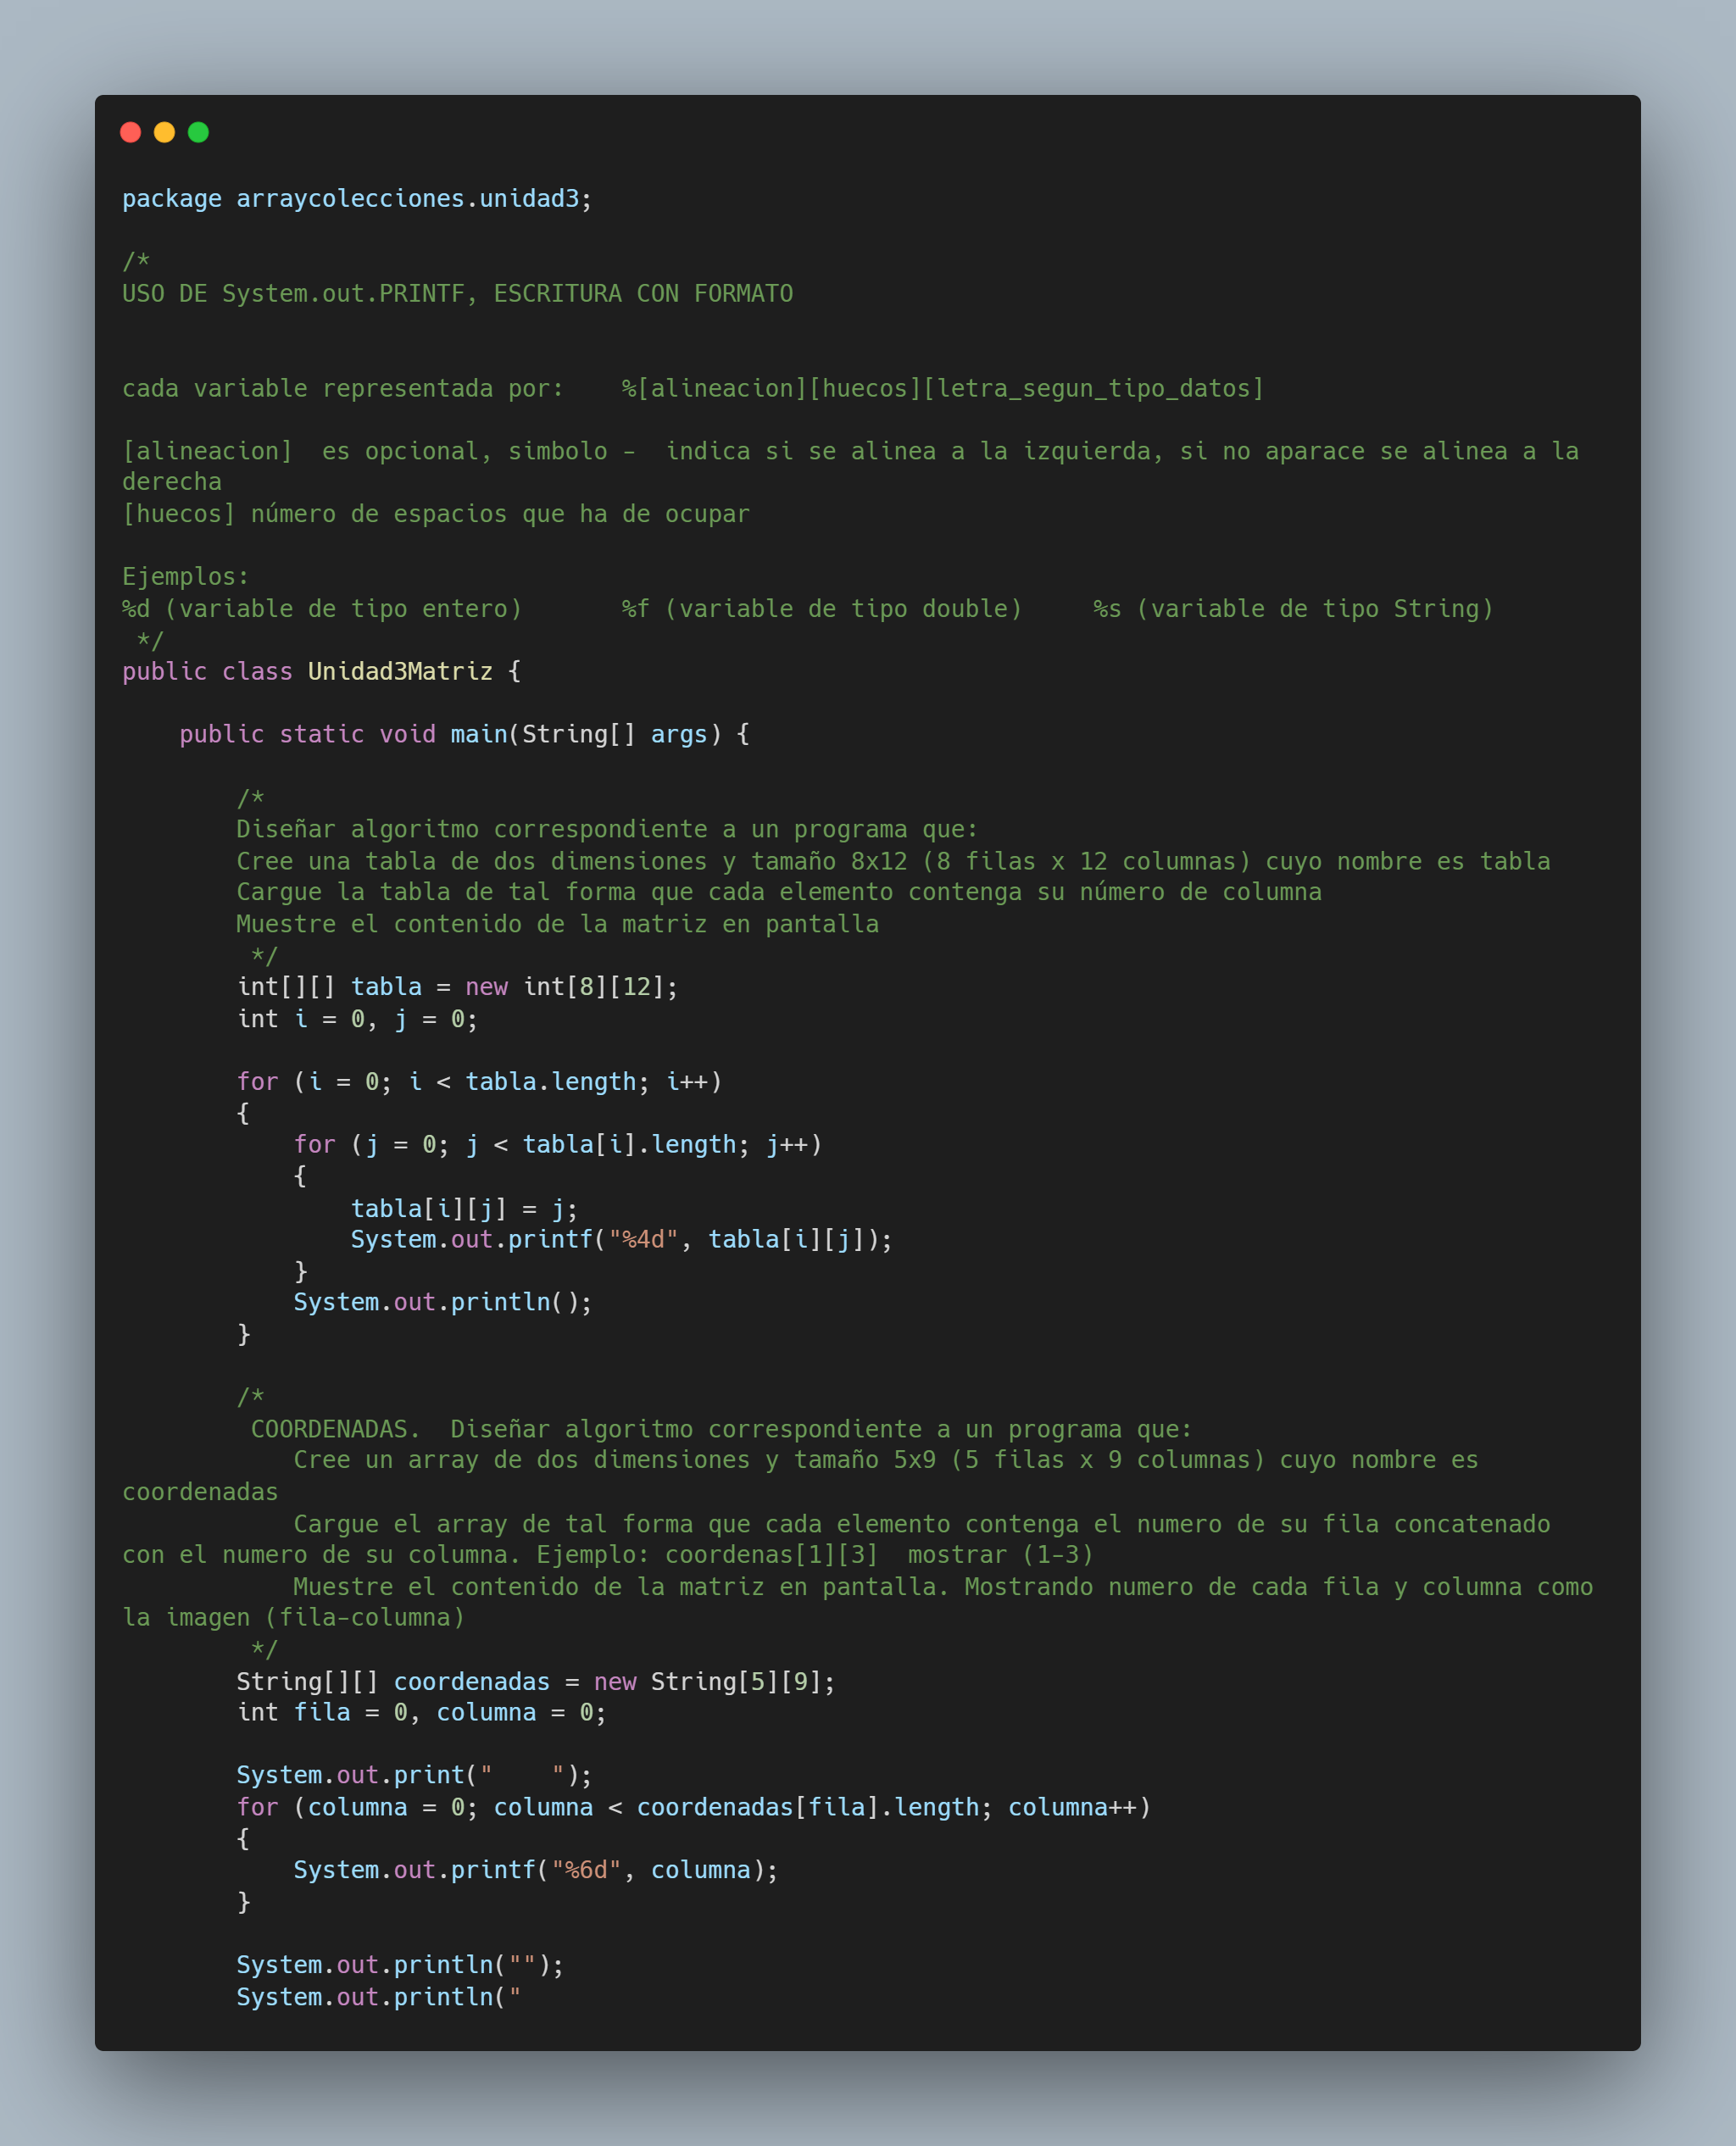 package arraycolecciones.unidad3;

/*
USO DE System.out.PRINTF, ESCRITURA CON FORMATO


cada variable representada por:    %[alineacion][huecos][letra_segun_tipo_datos]

[alineacion]  es opcional, simbolo -  indica si se alinea a la izquierda, si no aparace se alinea a la
derecha
[huecos] número de espacios que ha de ocupar

Ejemplos:
%d (variable de tipo entero)       %f (variable de tipo double)     %s (variable de tipo String)
 */
public class Unidad3Matriz {

    public static void main(String[] args) {

        /*
        Diseñar algoritmo correspondiente a un programa que:
        Cree una tabla de dos dimensiones y tamaño 8x12 (8 filas x 12 columnas) cuyo nombre es tabla
        Cargue la tabla de tal forma que cada elemento contenga su número de columna
        Muestre el contenido de la matriz en pantalla
         */
        int[][] tabla = new int[8][12];
        int i = 0, j = 0;

        for (i = 0; i < tabla.length; i++)
        {
            for (j = 0; j < tabla[i].length; j++)
            {
                tabla[i][j] = j;
                System.out.printf("%4d", tabla[i][j]);
            }
            System.out.println();
        }

        /*
         COORDENADAS.  Diseñar algoritmo correspondiente a un programa que:
            Cree un array de dos dimensiones y tamaño 5x9 (5 filas x 9 columnas) cuyo nombre es
coordenadas
            Cargue el array de tal forma que cada elemento contenga el numero de su fila concatenado
con el numero de su columna. Ejemplo: coordenas[1][3]  mostrar (1-3)
            Muestre el contenido de la matriz en pantalla. Mostrando numero de cada fila y columna como
la imagen (fila-columna)
         */
        String[][] coordenadas = new String[5][9];
        int fila = 0, columna = 0;

        System.out.print("    ");
        for (columna = 0; columna < coordenadas[fila].length; columna++)
        {
            System.out.printf("%6d", columna);
        }

        System.out.println("");
        System.out.println("